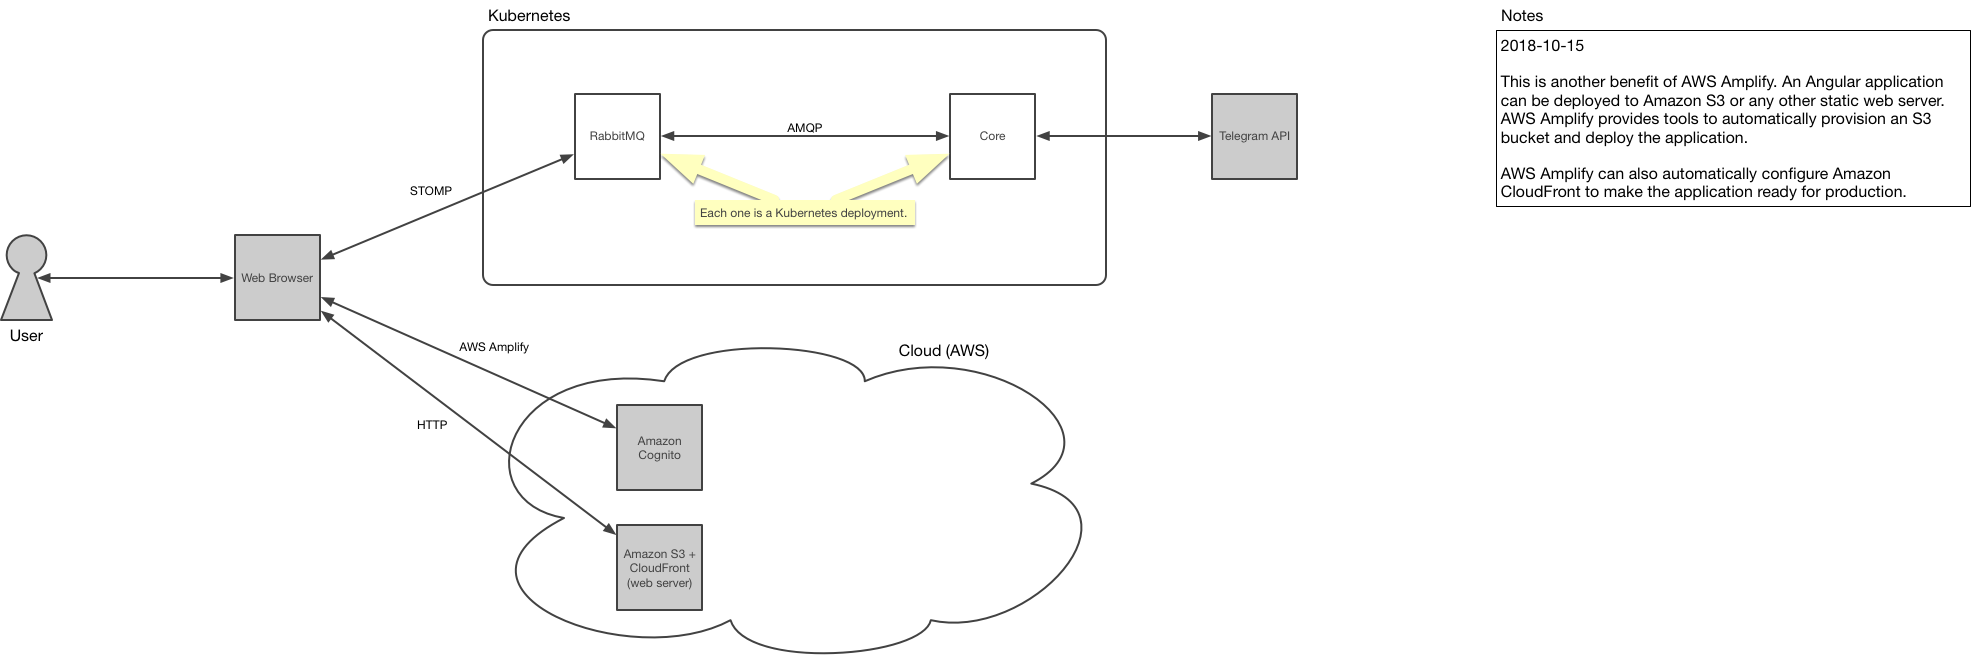 Kubernetes
Notes
2018-10-15
This is another benefit of AWS Amplify. An Angular application
can be deployed to Amazon S3 or any other static web server.
AWS Amplify provides tools to automatically provision an S3
bucket and deploy the application.
AWS Amplify can also automatically configure Amazon
CloudFront to make the application ready for production.
RabbitMQ
AMQP
Core
Telegram API
STOMP
Each one is a Kubernetes deployment.
Web Browser
User
AWS Amplify
Cloud (AWS)
HTTP
Amazon
Cognito
Amazon S3 +
CloudFront
(web server)